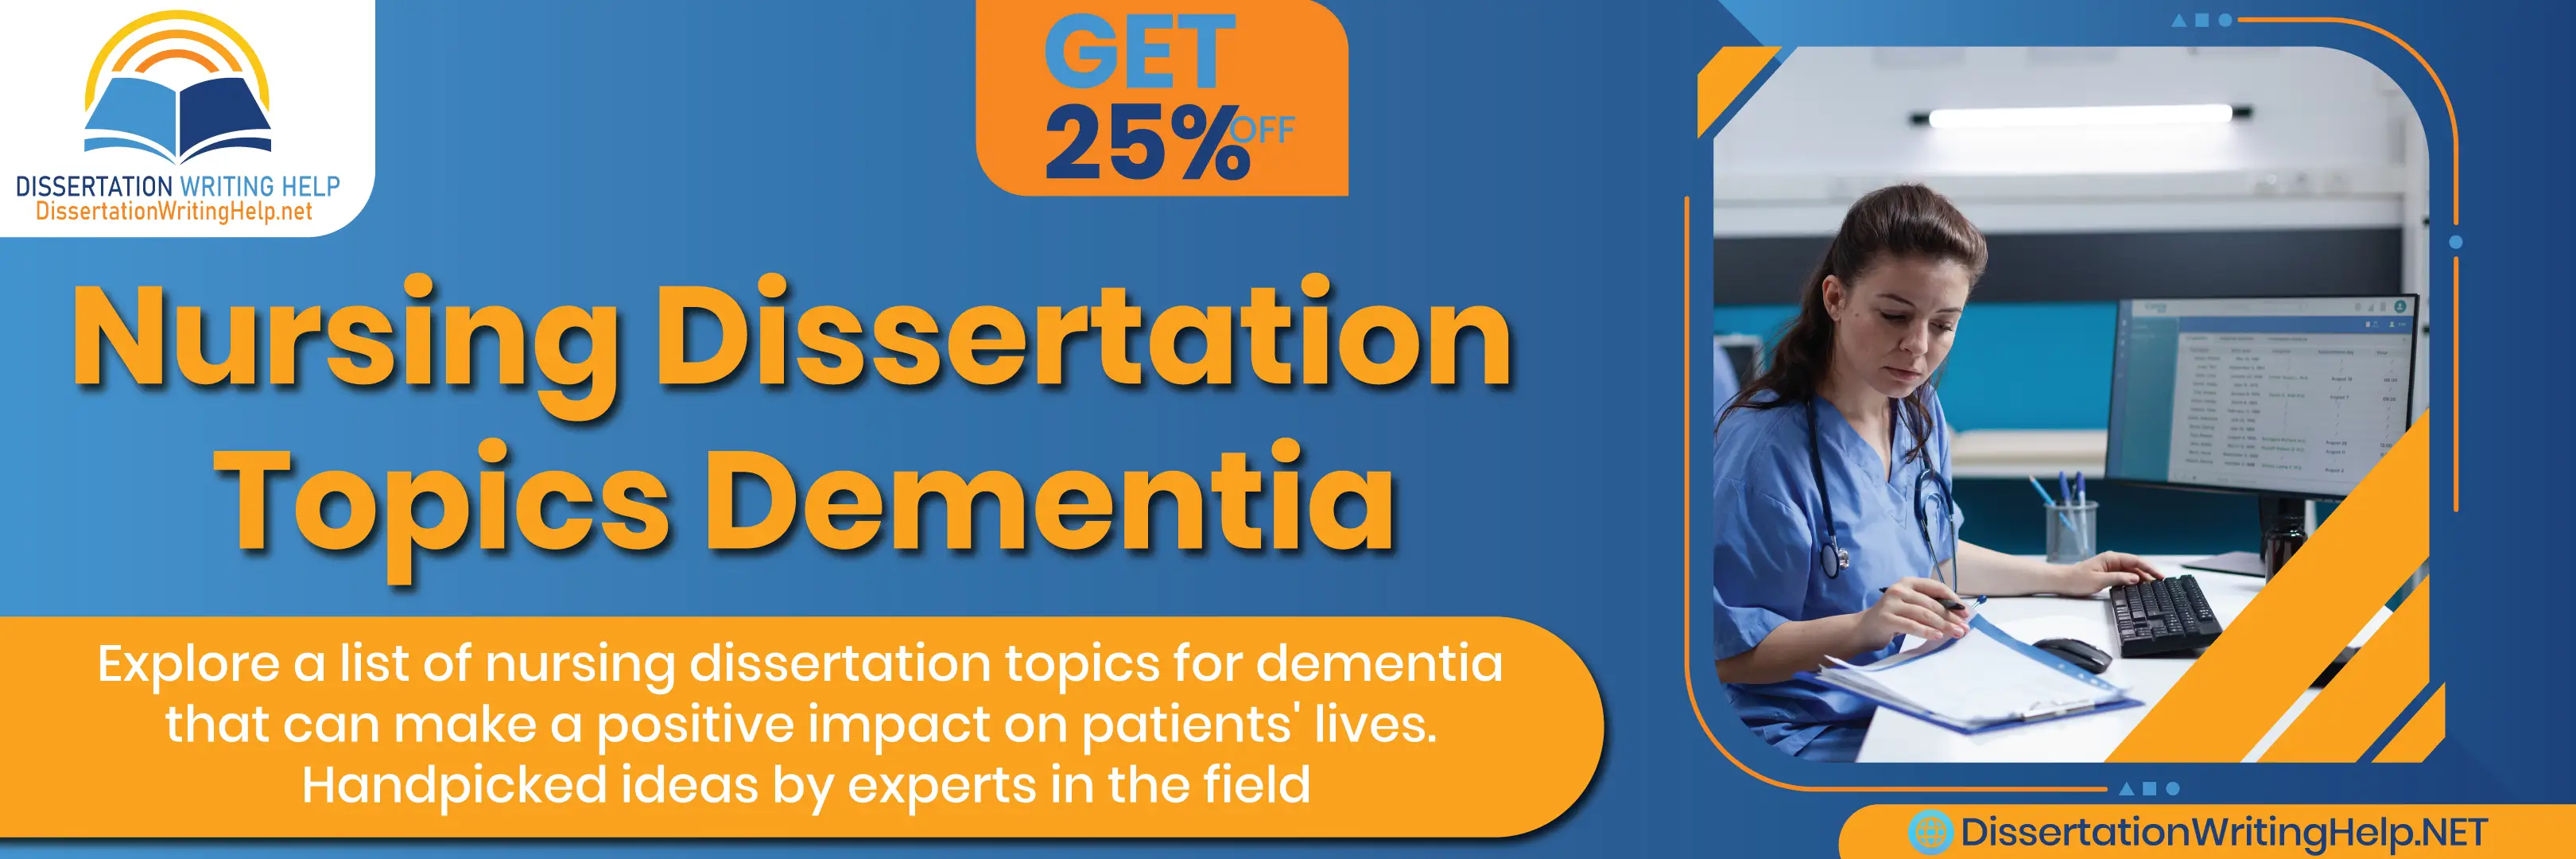 DISSERTATION WRITING HELP
DissertationWritingHelp.net
GET
25% OFF
Nursing Dissertation
Topics Dementia
Explore a list of nursing dissertation topics for dementia
that can make a positive impact on patients' lives.
Handpicked ideas by experts in the field
DissertationWritingHelp.NET